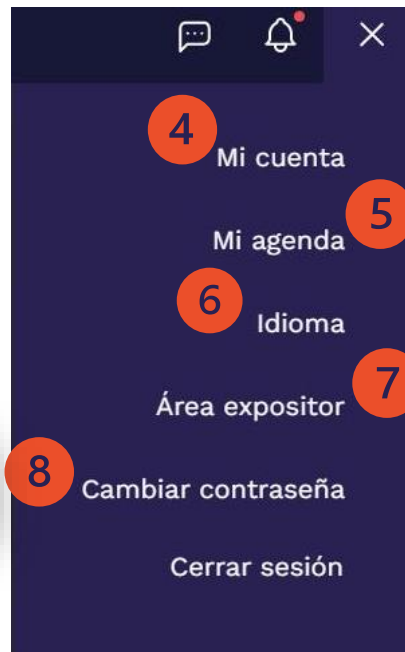 4
Mi cuenta
5
Mi agenda
6
Idioma
7
Área expositor
8
Cambiar contraseña
Cerrar sesión